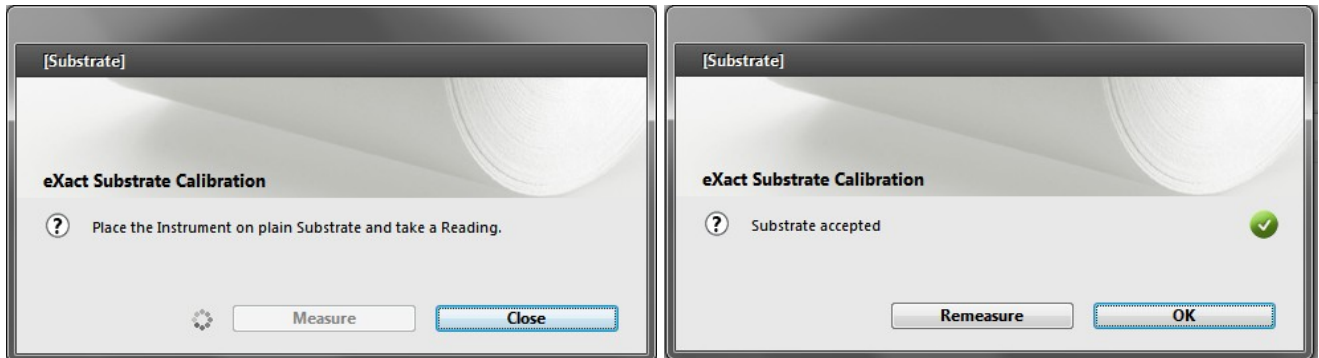 [Substrate]
eXact Substrate Calibration
? Place the Instrument on plain Substrate and take a Reading.
Measure Close
[Substrate]
eXact Substrate Calibration
? Substrate accepted
Remeasure OK